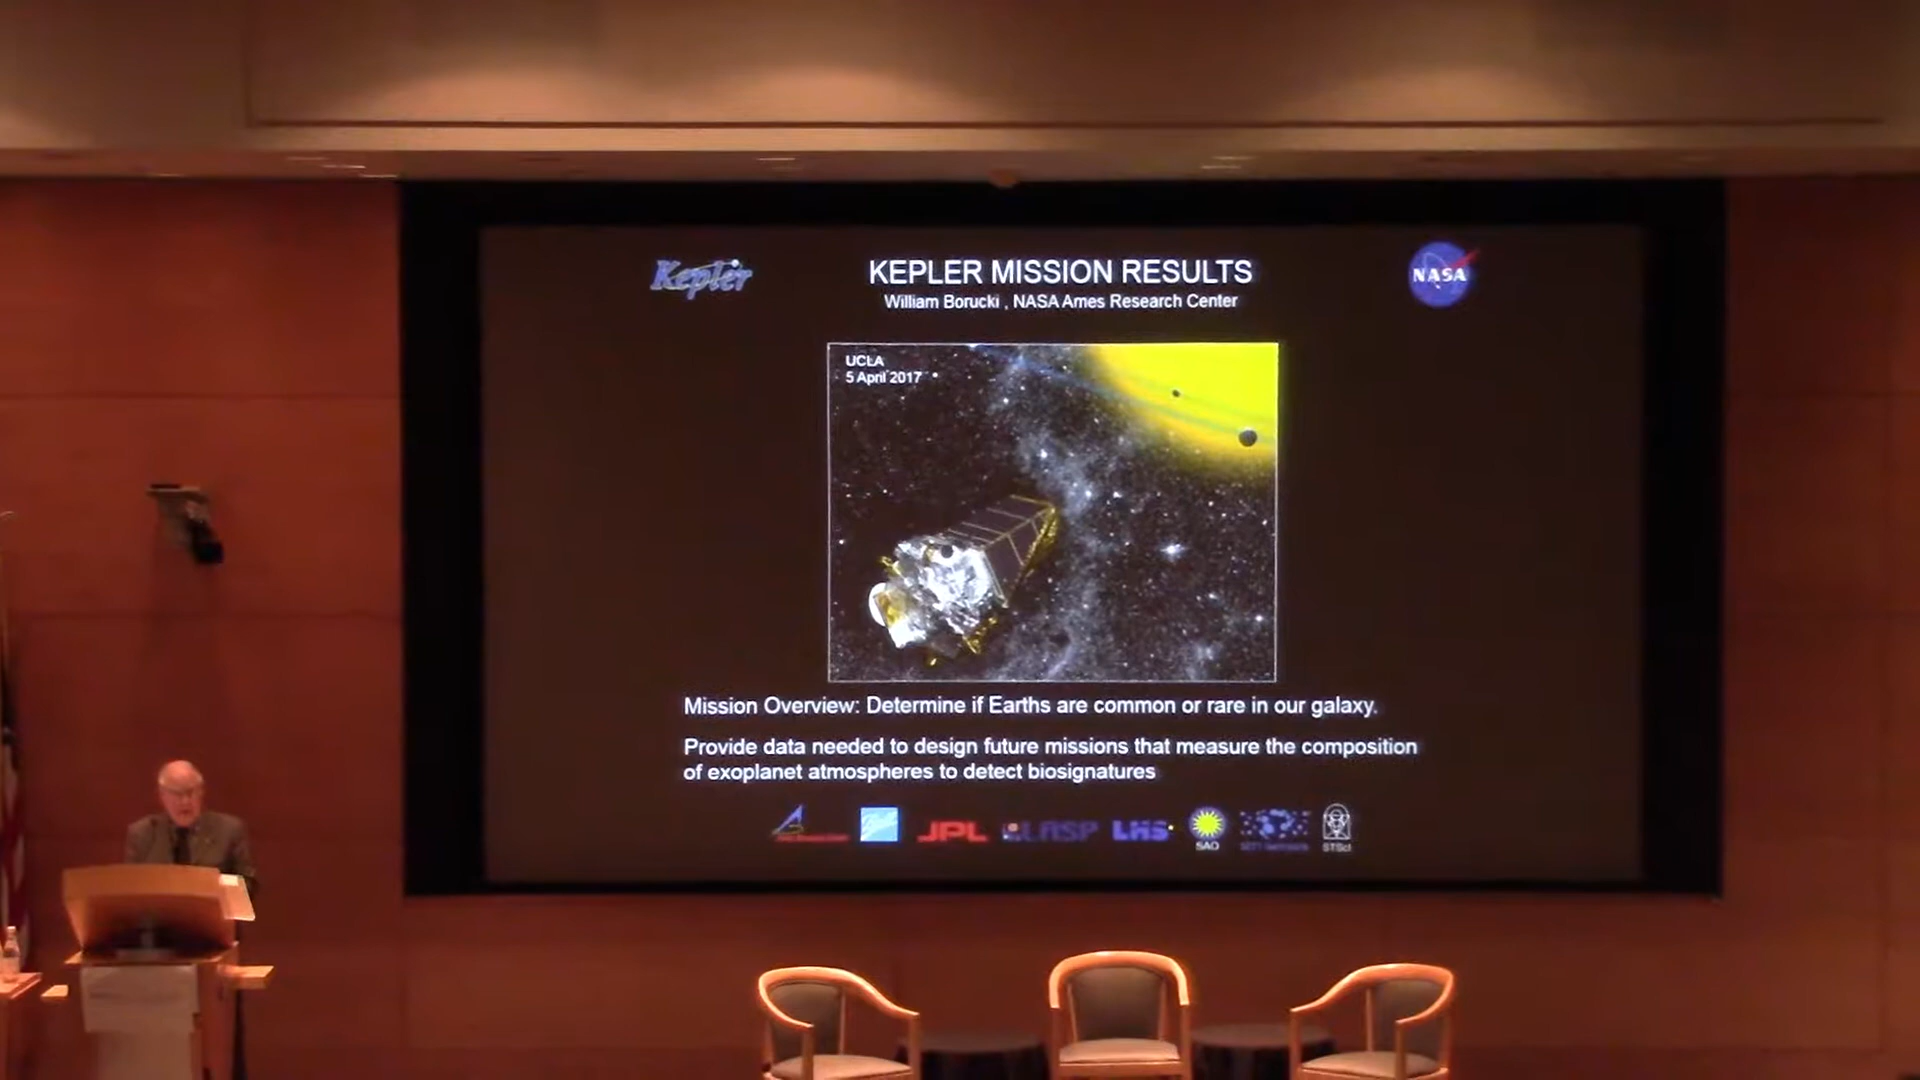 Kepler
KEPLER MISSION RESULTS
William Borucki , NASA Ames Research Center
NASA
UCLA
5 April 2017
Mission Overview: Determine if Earths are common or rare in our galaxy.
Provide data needed to design future missions that measure the composition
of exoplanet atmospheres to detect biosignatures
JPL
LASP
LHS
SAO
STScI